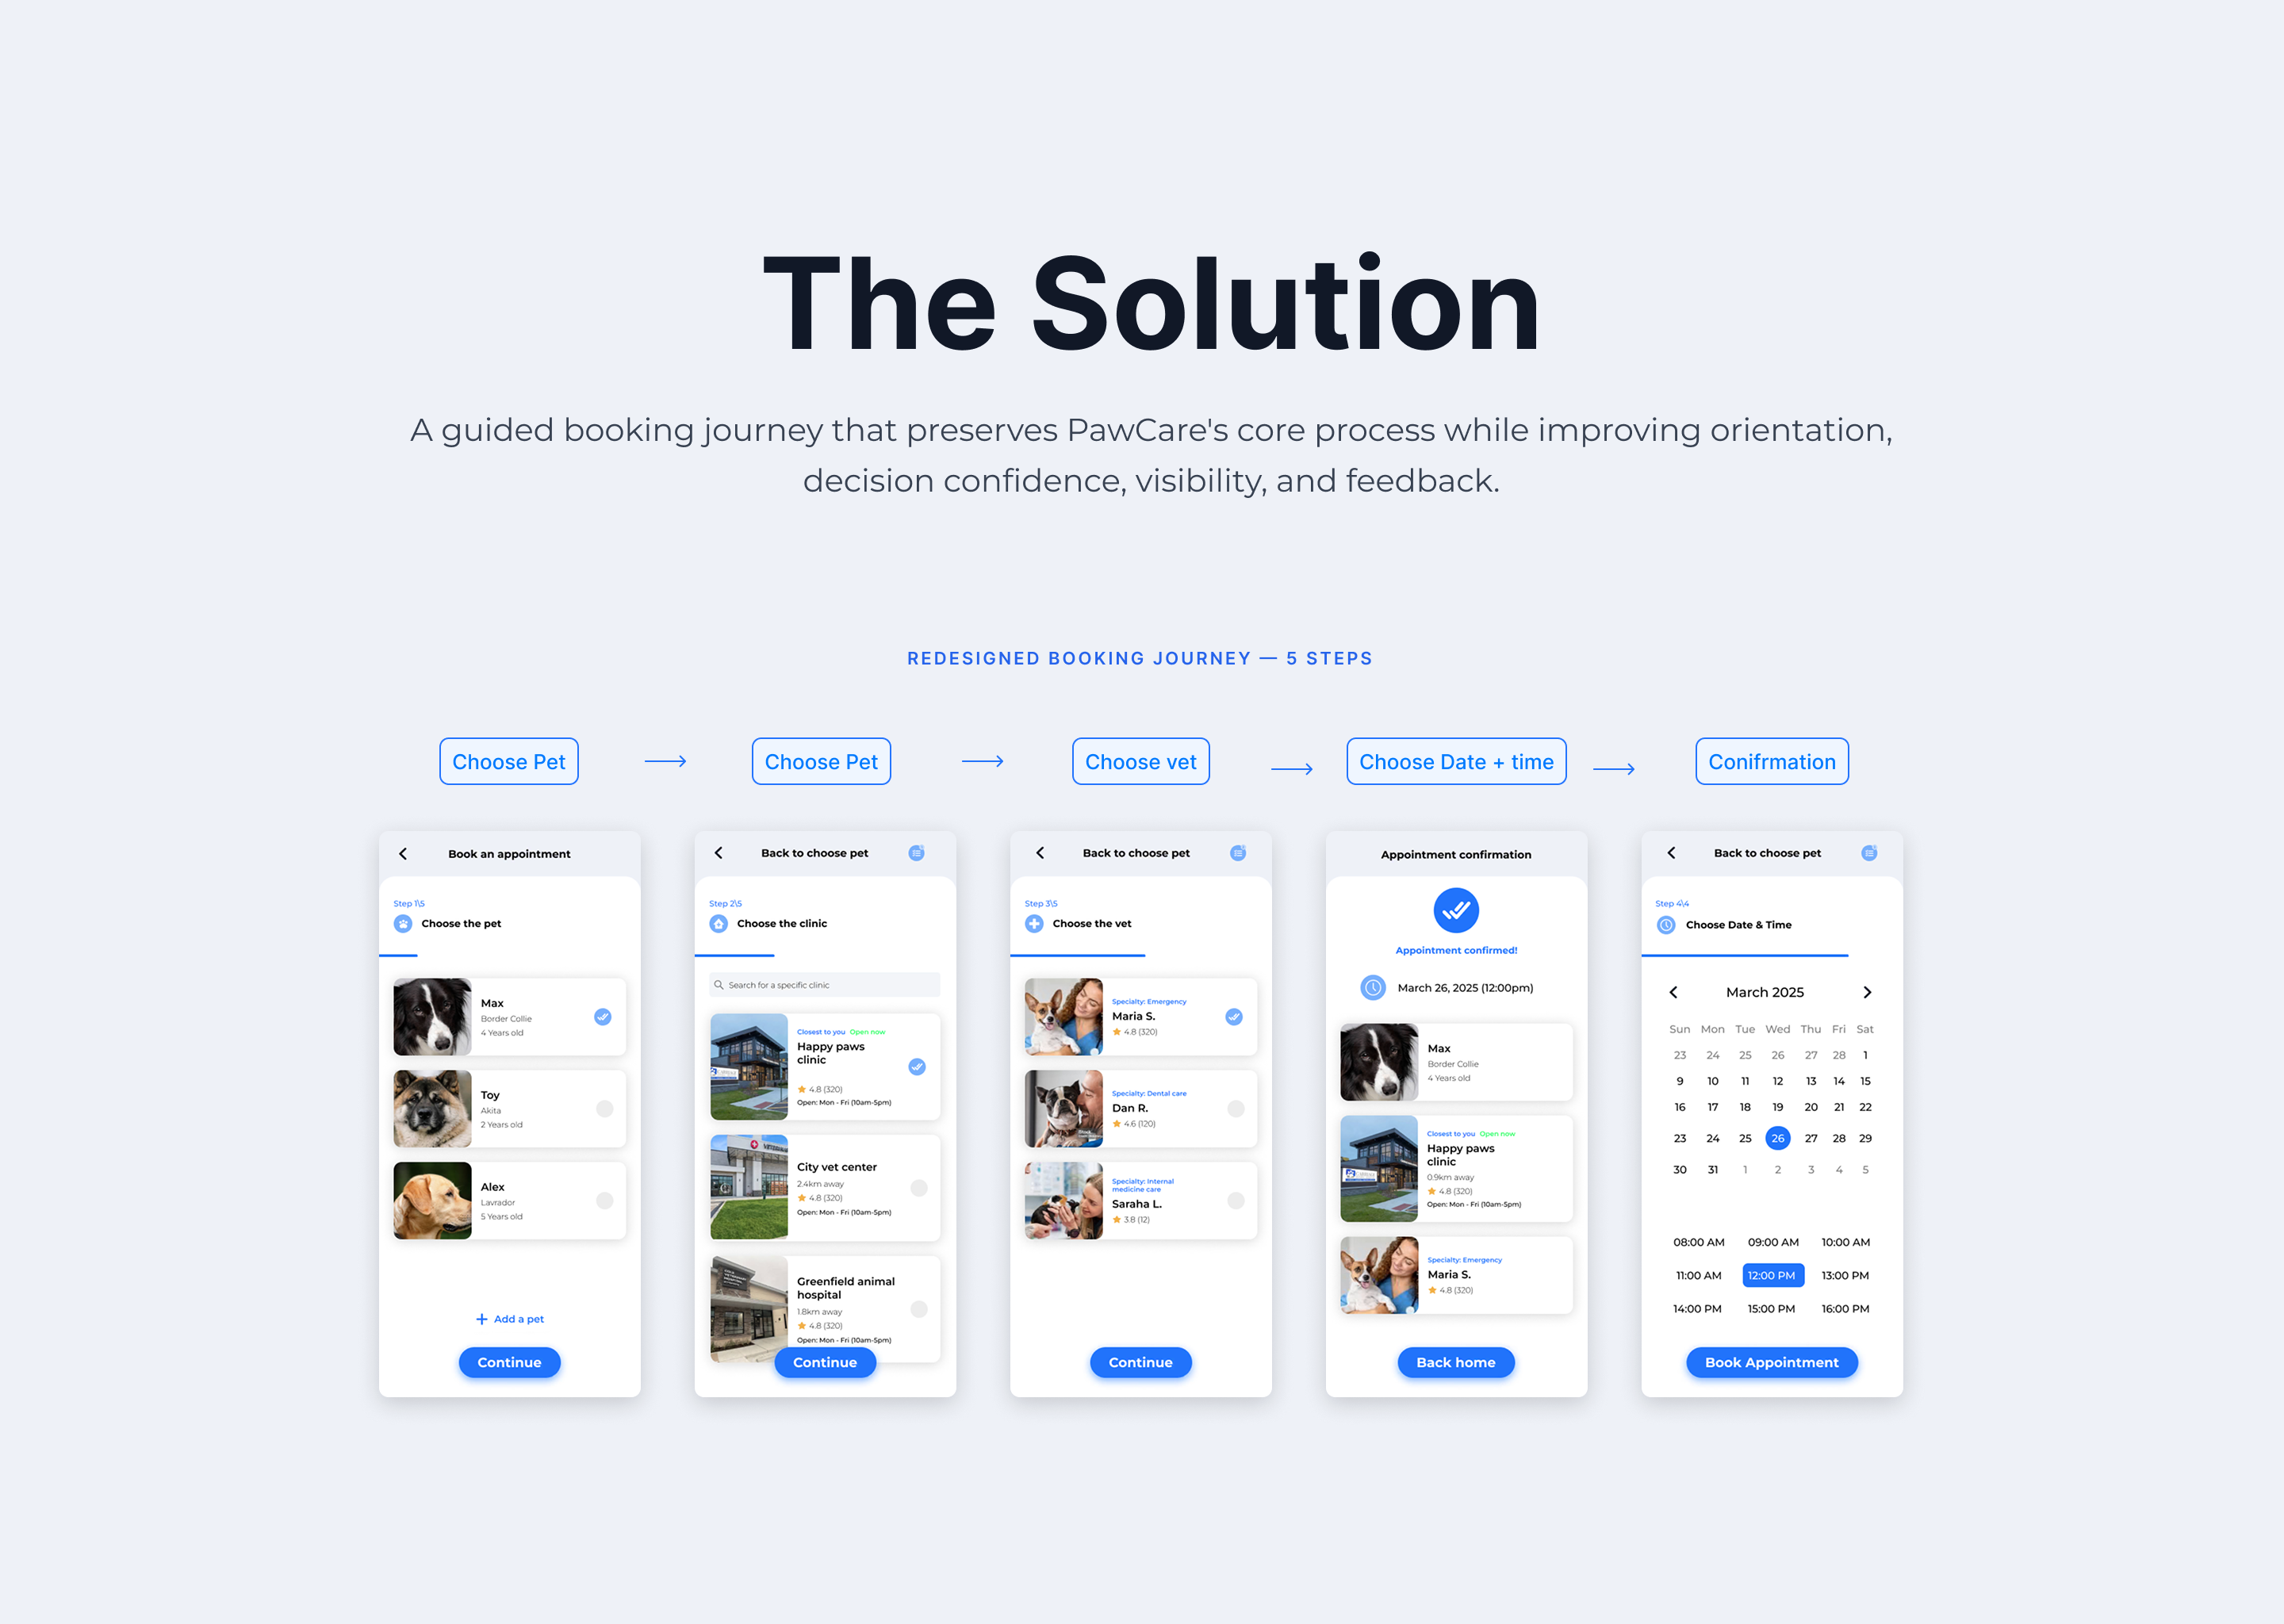 The Solution
A guided booking journey that preserves PawCare's core process while improving orientation,
decision confidence, visibility, and feedback.
REDESIGNED BOOKING JOURNEY — 5 STEPS
Choose Pet
Choose Pet
Choose vet
Choose Date + time
Conifrmation
Book an appointment
Step 1\5
Choose the pet
Max
Border Collie
4 Years old
Toy
Akita
2 Years old
Alex
Lavrador
5 Years old
Add a pet
Continue
Back to choose pet
Step 2\5
Choose the clinic
Search for a specific clinic
Closest to you Open now
Happy paws
clinic
4.8 (320)
Open: Mon - Fri (10am-5pm)
City vet center
2.4km away
4.8 (320)
Open: Mon - Fri (10am-5pm)
Greenfield animal
hospital
1.8km away
4.8 (320)
Open: Mon - Fri (10am-5pm)
Continue
Back to choose pet
Step 3\5
Choose the vet
Specialty: Emergency
Maria S.
4.8 (320)
Specialty: Dental care
Dan R.
4.6 (120)
Specialty: Internal
medicine care
Saraha L.
3.8 (12)
Continue
Appointment confirmation
Appointment confirmed!
March 26, 2025 (12:00pm)
Max
Border Collie
4 Years old
Closest to you Open now
Happy paws
clinic
0.9km away
4.8 (320)
Open: Mon - Fri (10am-5pm)
Specialty: Emergency
Maria S.
4.8 (320)
Back home
Back to choose pet
Step 4\4
Choose Date & Time
March 2025
Sun Mon Tue Wed Thu Fri Sat
23 24 25 26 27 28 1
9 10 11 12 13 14 15
16 17 18 19 20 21 22
23 24 25 26 27 28 29
30 31 1 2 3 4 5
08:00 AM 09:00 AM 10:00 AM
11:00 AM 12:00 PM 13:00 PM
14:00 PM 15:00 PM 16:00 PM
Book Appointment